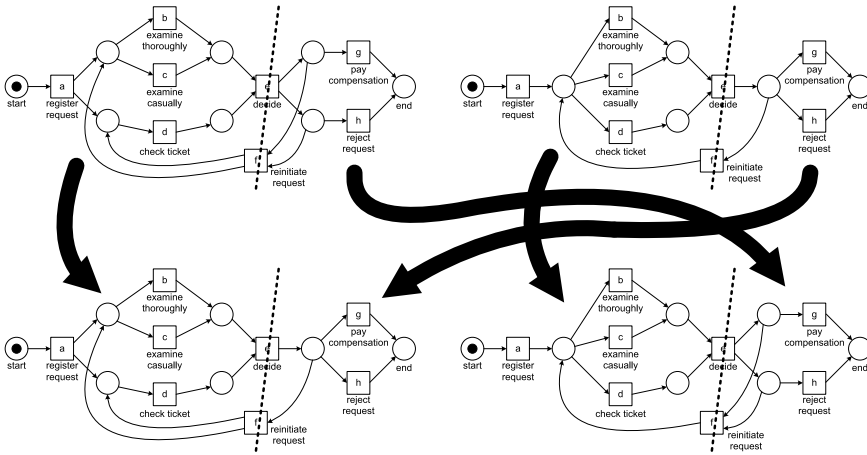 b
examine
thoroughly
g
pay
compensation
a
c
e
start
register
request
examine
casually
decide
end
d
h
check ticket
reject
request
f
reinitiate
request
b
examine
thoroughly
g
pay
compensation
a
c
e
start
register
request
examine
casually
decide
end
d
h
check ticket
reject
request
f
reinitiate
request
b
examine
thoroughly
g
pay
compensation
a
c
e
start
register
request
examine
casually
decide
end
d
h
check ticket
reject
request
f
reinitiate
request
b
examine
thoroughly
g
pay
compensation
a
c
e
start
register
request
examine
casually
decide
end
d
h
check ticket
reject
request
f
reinitiate
request